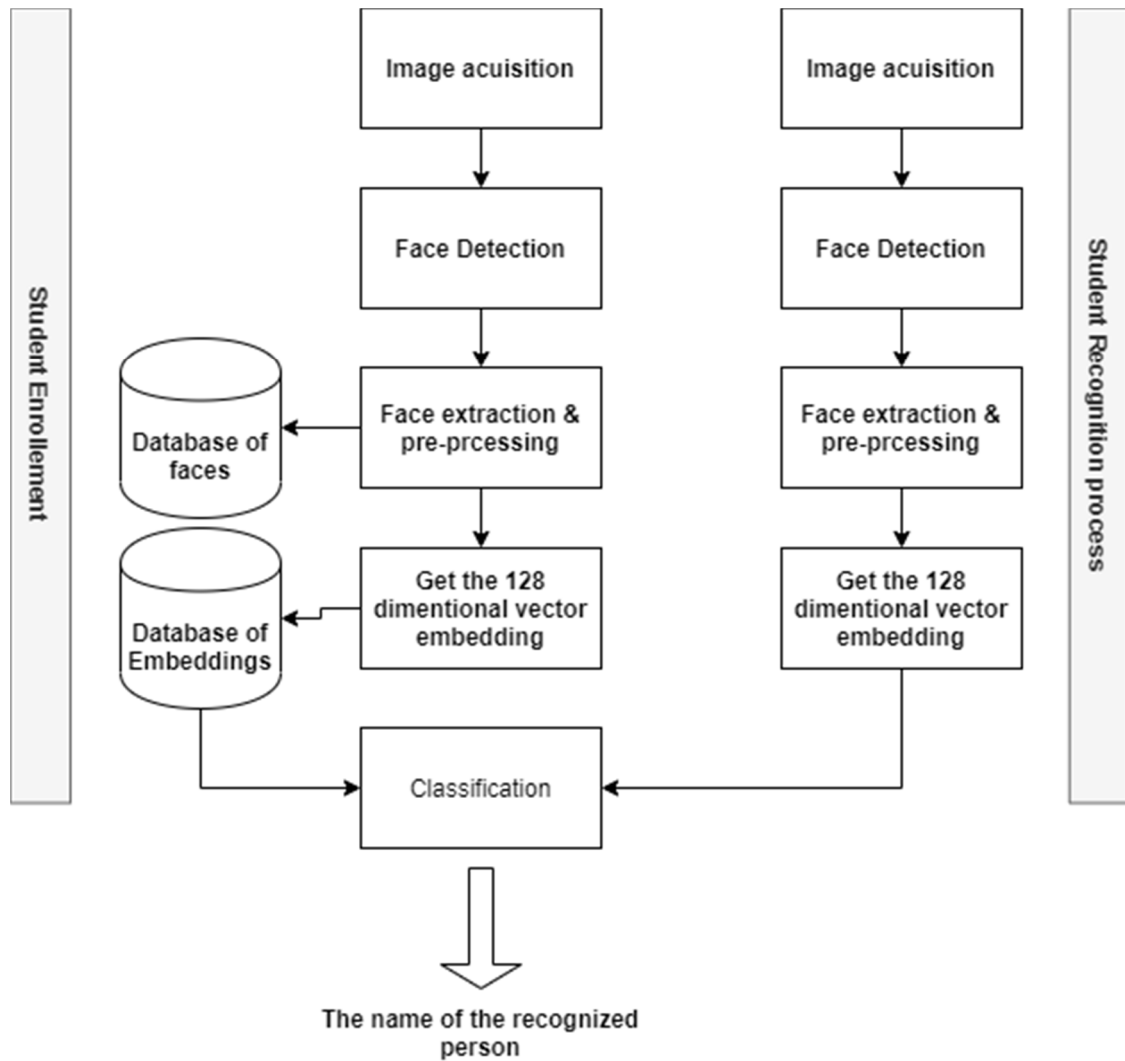 Student Enrollement
Image acuisition
Face Detection
Face extraction &
pre-prcessing
Database of
faces
Get the 128
dimentional vector
embedding
Database of
Embeddings
Image acuisition
Face Detection
Face extraction &
pre-prcessing
Get the 128
dimentional vector
embedding
Student Recognition process
Classification
The name of the recognized
person